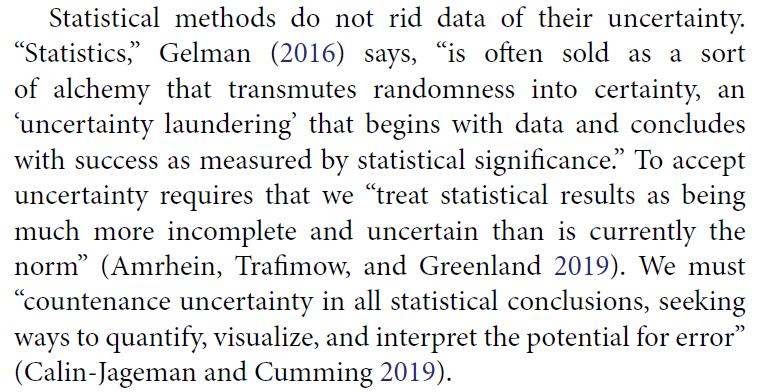 Statistical methods do not rid data of their uncertainty.
“Statistics,” Gelman (2016) says, “is often sold as a sort
of alchemy that transmutes randomness into certainty, an
‘uncertainty laundering’ that begins with data and concludes
with success as measured by statistical significance.” To accept
uncertainty requires that we “treat statistical results as being
much more incomplete and uncertain than is currently the
norm” (Amrhein, Trafimow, and Greenland 2019). We must
“countenance uncertainty in all statistical conclusions, seeking
ways to quantify, visualize, and interpret the potential for error”
(Calin-Jageman and Cumming 2019).